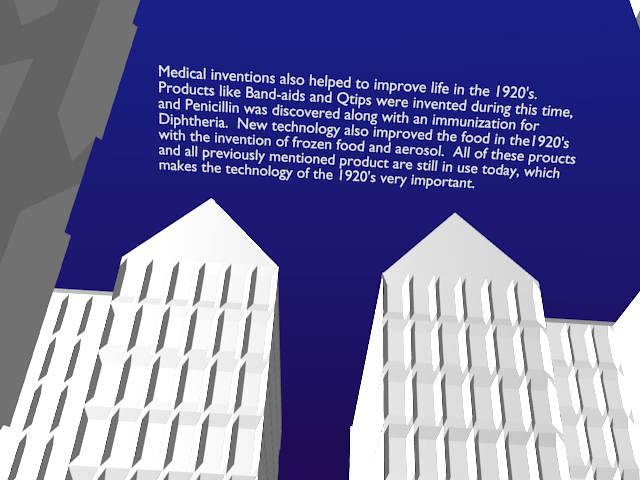 Medical inventions also helped to improve life in the 1920's.
Products like Band-aids and Qtips were invented during this time,
and Penicillin was discovered along with an immunization for
Diphtheria.  New technology also improved the food in the1920's
with the invention of frozen food and aerosol.  All of these proucts
and all previously mentioned product are still in use today, which
makes the technology of the 1920's very important.